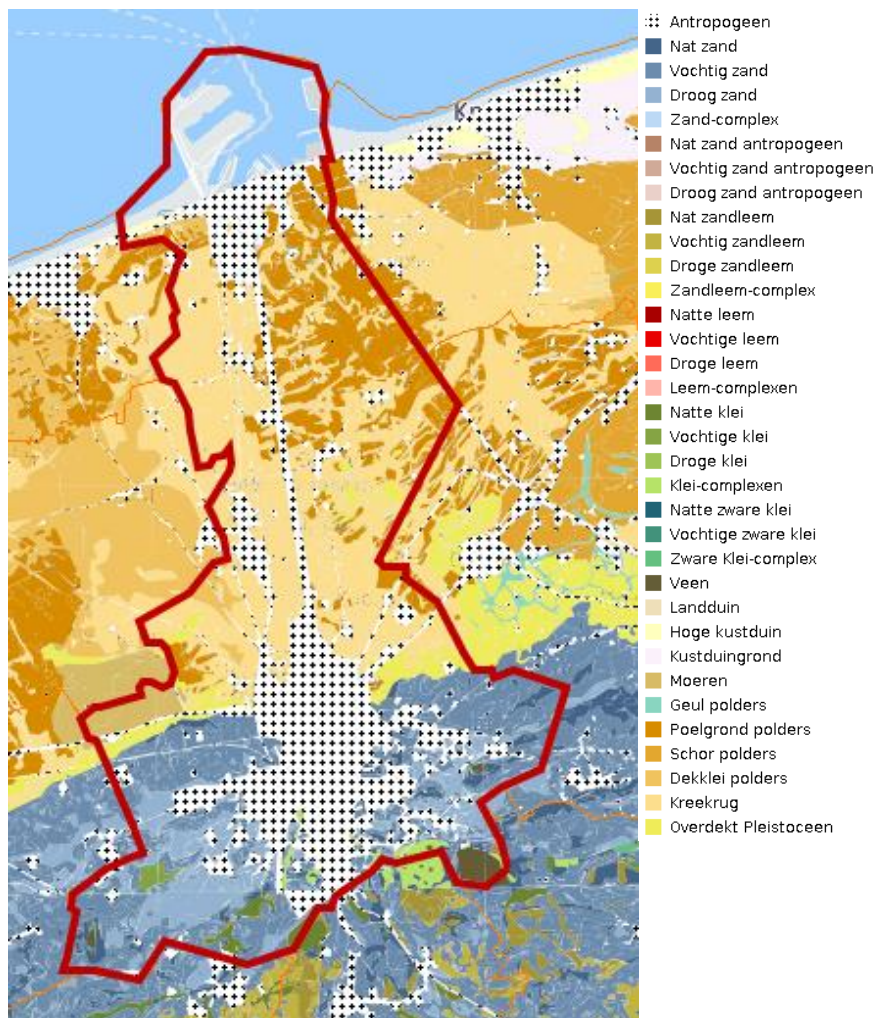 Antropogeen
Nat zand
Vochtig zand
Droog zand
Zand-complex
Nat zand antropogeen
Vochtig zand antropogeen
Droog zand antropogeen
Nat zandleem
Vochtig zandleem
Droge zandleem
Zandleem-complex
Natte leem
Vochtige leem
Droge leem
Leem-complexen
Natte klei
Vochtige klei
Droge klei
Klei-complexen
Natte zware klei
Vochtige zware klei
Zware Klei-complex
Veen
Landduin
Hoge kustduin
Kustduingrond
Moeren
Geul polders
Poelgrond polders
Schor polders
Dekklei polders
Kreekrug
Overdekt Pleistoceen